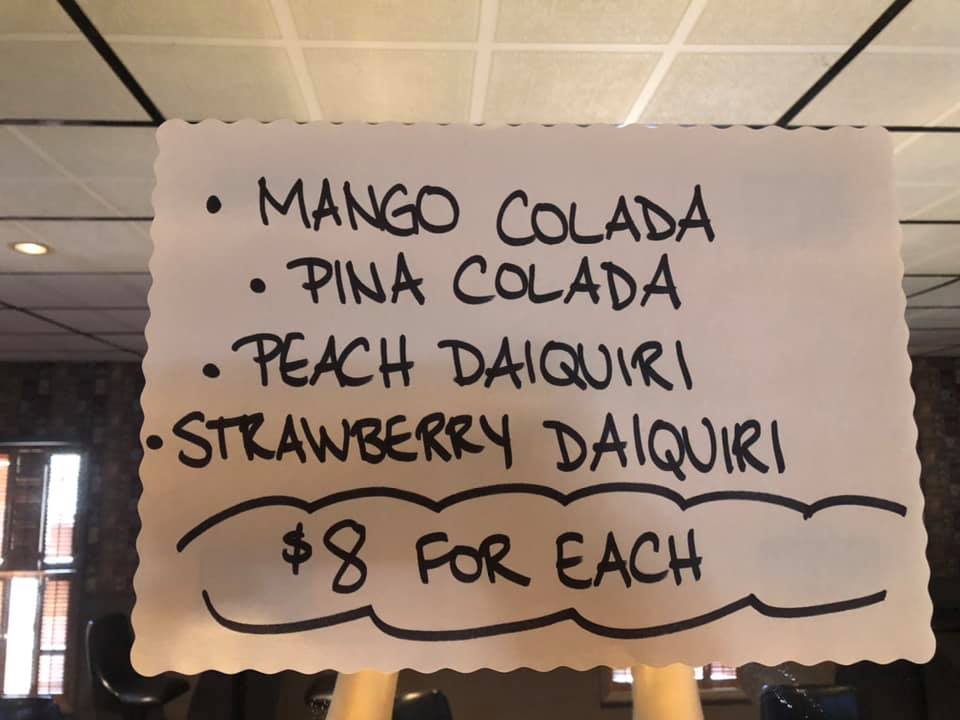 • MANGO COLADA
• PINA COLADA
• PEACH DAIQUIRI
• STRAWBERRY DAIQUIRI
$8 FOR EACH